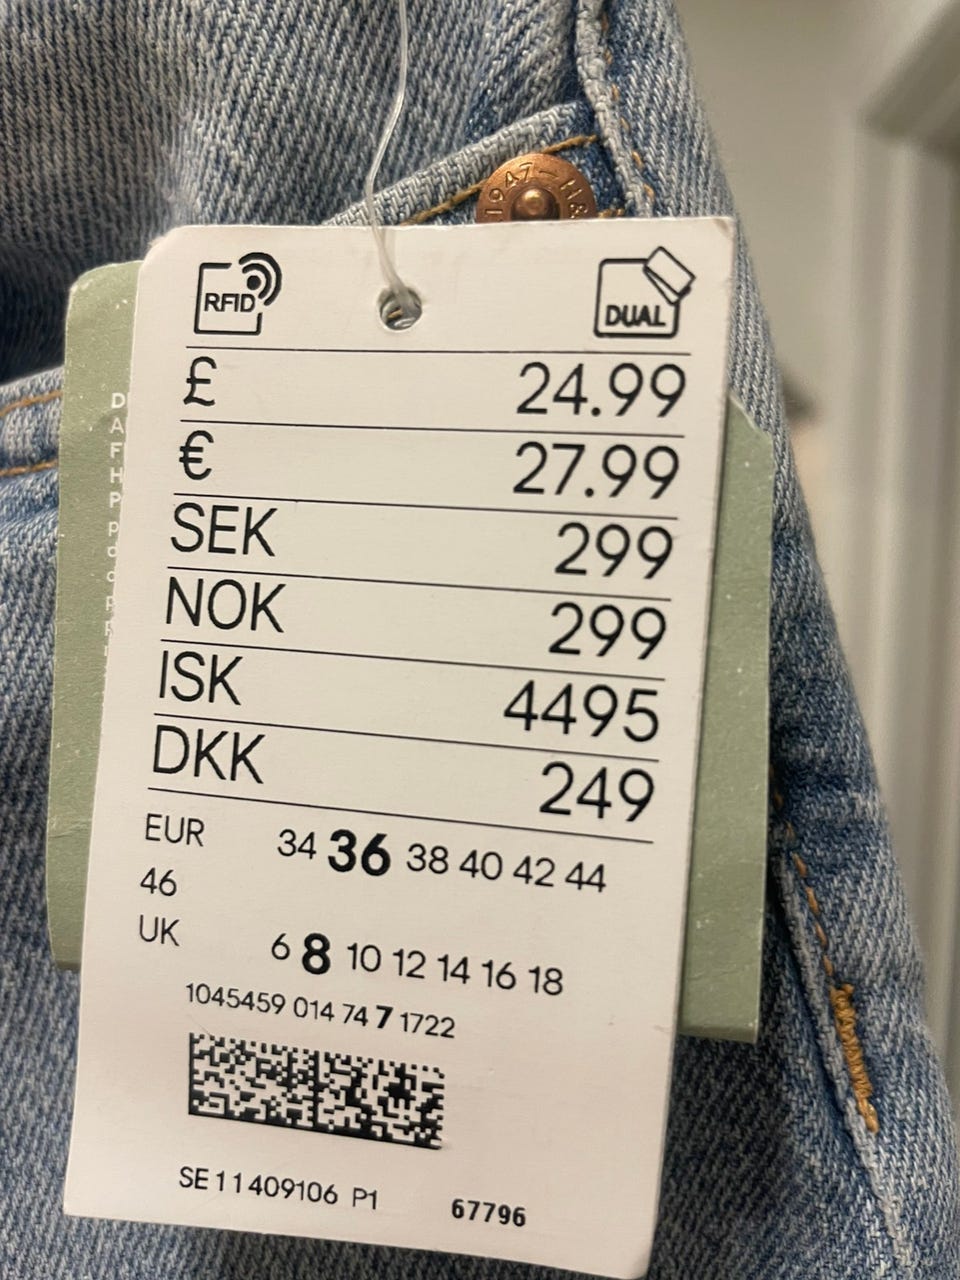 1947 — H&
RFID
DUAL
£ 24.99
€ 27.99
SEK 299
NOK 299
ISK 4495
DKK 249
EUR 34 36 38 40 42 44
46
UK 6 8 10 12 14 16 18
1045459 014 74 7 1722
SE 11409106 P1 67796